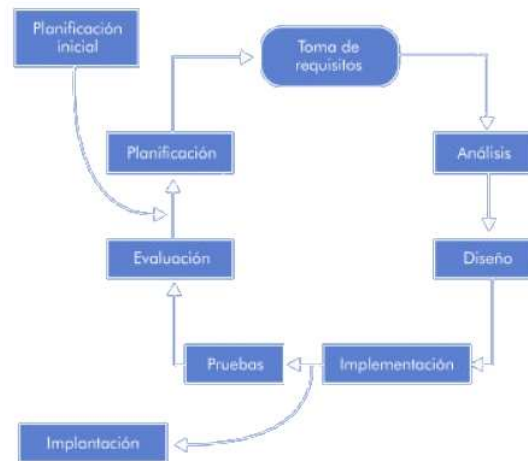 Planificación
inicial
Toma de
requisitos
Planificación
Análisis
Evaluación
Diseño
Pruebas
Implementación
Implantación